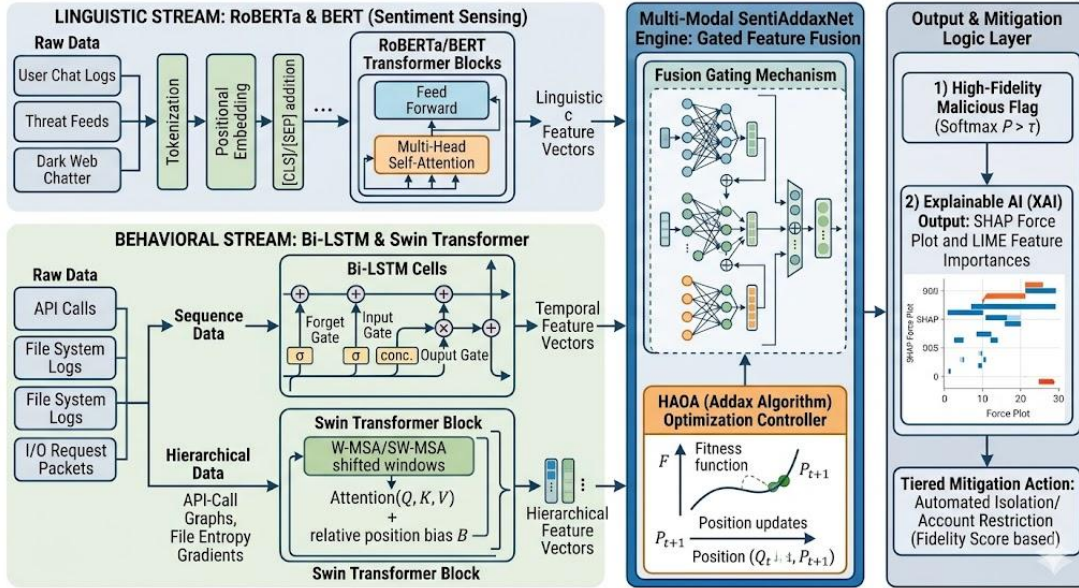 LINGUISTIC STREAM: RoBERTa & BERT (Sentiment Sensing)
Raw Data
User Chat Logs
Threat Feeds
Dark Web
Chatter
Tokenization
Positional
Embedding
[CLS]/[SEP] addition
...
RoBERTa/BERT
Transformer Blocks
Feed
Forward
Multi-Head
Self-Attention
Linguistic
c Feature
Vectors
BEHAVIORAL STREAM: Bi-LSTM & Swin Transformer
Raw Data
API Calls
File System
Logs
File System
Logs
I/O Request
Packets
Sequence
Data
Hierarchical
Data
API-Call
Graphs,
File Entropy
Gradients
Bi-LSTM Cells
Forget
Gate
Input
Gate
Ouput Gate
σ
σ
conc.
Temporal
Feature
Vectors
Swin Transformer Block
W-MSA/SW-MSA
shifted windows
Attention(Q, K, V)
+
relative position bias B
Swin Transformer Block
Hierarchical
Feature
Vectors
Multi-Modal SentiAddaxNet
Engine: Gated Feature Fusion
Fusion Gating Mechanism
HAOA (Addax Algorithm)
Optimization Controller
F
Fitness
function
P_{t+1}
Position updates
P_{t+1}
Position (Q_t, P_{t+1})
Output & Mitigation
Logic Layer
1) High-Fidelity
Malicious Flag
(Softmax P > τ)
2) Explainable AI (XAI)
Output: SHAP Force
Plot and LIME Feature
Importances
SHAP Force Plot
900
SHAP
005
0
0
10
20
30
Force Plot
Tiered Mitigation Action:
Automated Isolation/
Account Restriction
(Fidelity Score based)